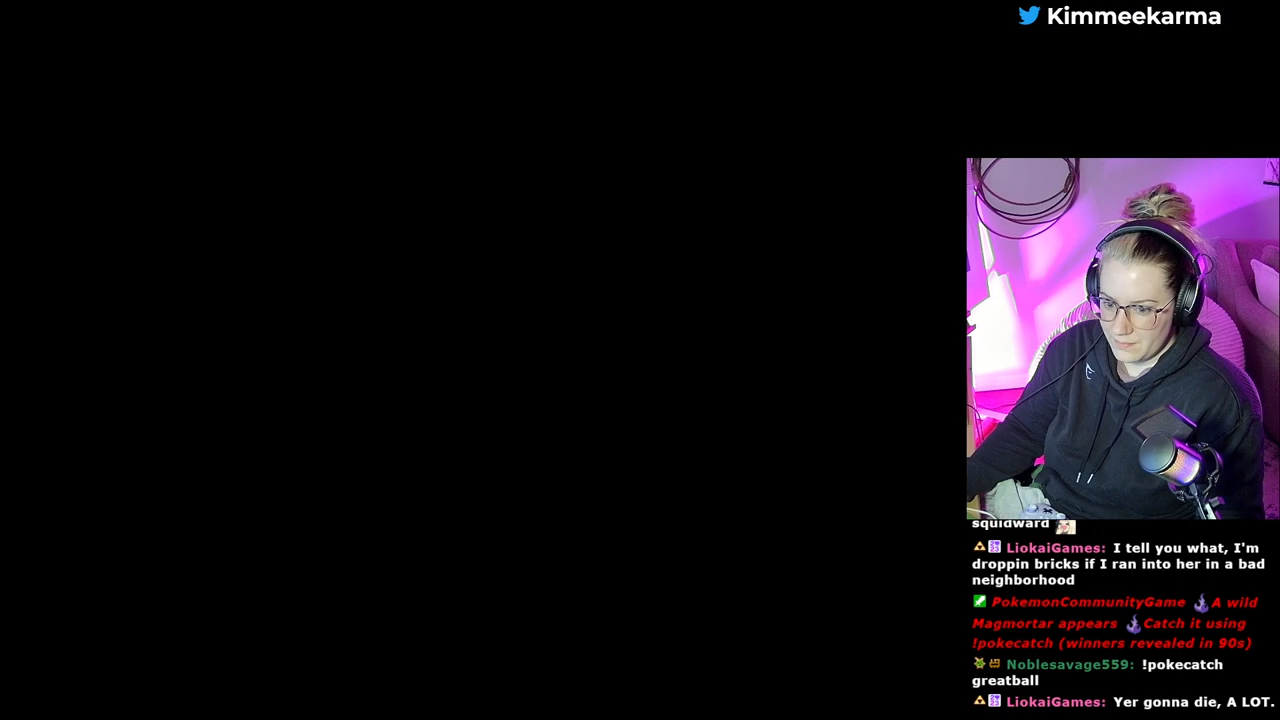 Kimmeekarma
squidward
LiokaiGames: I tell you what, I'm
droppin bricks if I ran into her in a bad
neighborhood
PokemonCommunityGame A wild
Magmortar appears Catch it using
!pokecatch (winners revealed in 90s)
Noblesavage559: !pokecatch
greatball
LiokaiGames: Yer gonna die, A LOT.